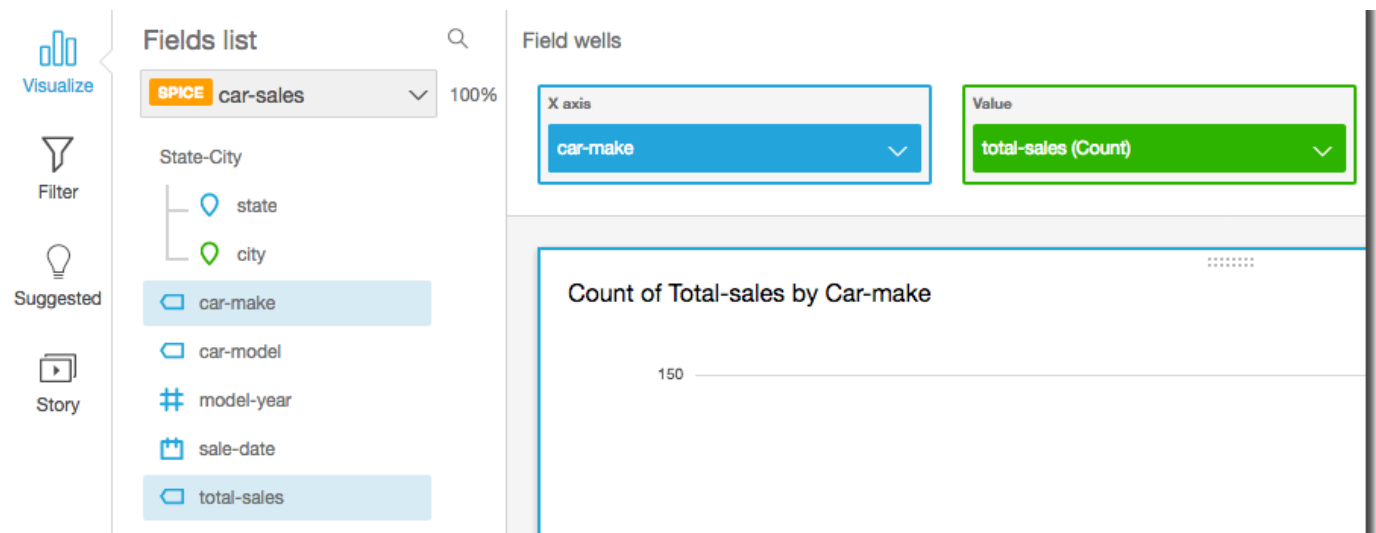 Visualize
Filter
Suggested
Story
Fields list
SPICE car-sales 100%
State-City
state
city
car-make
car-model
model-year
sale-date
total-sales
Field wells
X axis
car-make
Value
total-sales (Count)
Count of Total-sales by Car-make
150